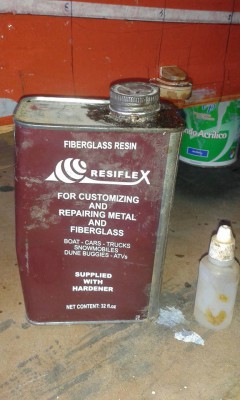 FIBERGLASS RESIN
RESIFLEX
FOR CUSTOMIZING
AND
REPAIRING METAL
AND
FIBERGLASS
BOAT - CARS - TRUCKS
SNOWMOBILES
DUNE BUGGIES - ATVs
SUPPLIED
WITH
HARDENER
NET CONTENT: 32 fl.oz
Acrílico